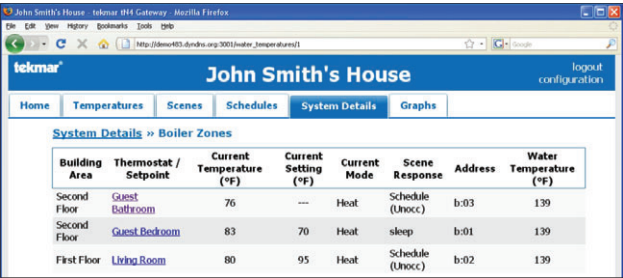 John Smith's House - tekmar tN4 Gateway - Mozilla Firefox
File Edit View History Bookmarks Tools Help
http://demo483.dyndns.org:3001/water_temperatures/1
Google
tekmar
John Smith's House
logout
configuration
Home Temperatures Scenes Schedules System Details Graphs
System Details » Boiler Zones
Building Area Thermostat / Setpoint Current Temperature (°F) Current Setting (°F) Current Mode Scene Response Address Water Temperature (°F)
Second Floor Guest Bathroom 76 --- Heat Schedule (Unocc) b:03 139
Second Floor Guest Bedroom 83 70 Heat sleep b:01 139
First Floor Living Room 80 95 Heat Schedule (Unocc) b:02 139